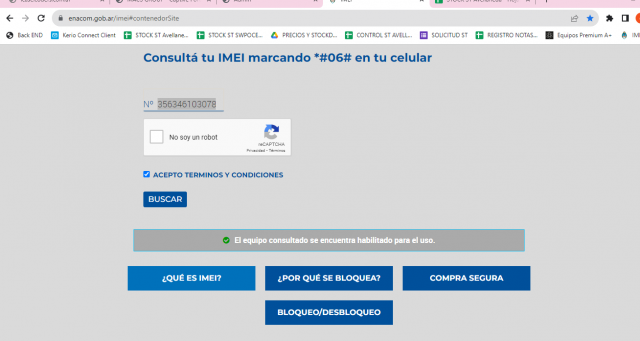 enacom.gob.ar/imei#contenedorSite
Back END
Kerio Connect Client
STOCK ST Avellane...
STOCK ST SWPOCE...
PRECIOS Y STOCKD...
CONTROL ST AVELL...
SOLICITUD ST
REGISTRO NOTAS...
Equipos Premium A+
Consultá tu IMEI marcando *#06# en tu celular
Nº 356346103078
No soy un robot
reCAPTCHA
Privacidad - Términos
ACEPTO TERMINOS Y CONDICIONES
BUSCAR
El equipo consultado se encuentra habilitado para el uso.
¿QUÉ ES IMEI?
¿POR QUÉ SE BLOQUEA?
COMPRA SEGURA
BLOQUEO/DESBLOQUEO